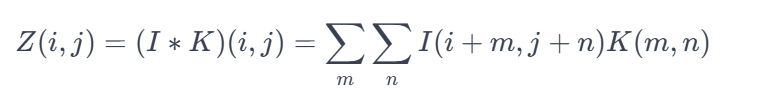 Z(i,j) = (I ∗ K)(i,j) = ∑_m ∑_n I(i + m, j + n)K(m,n)